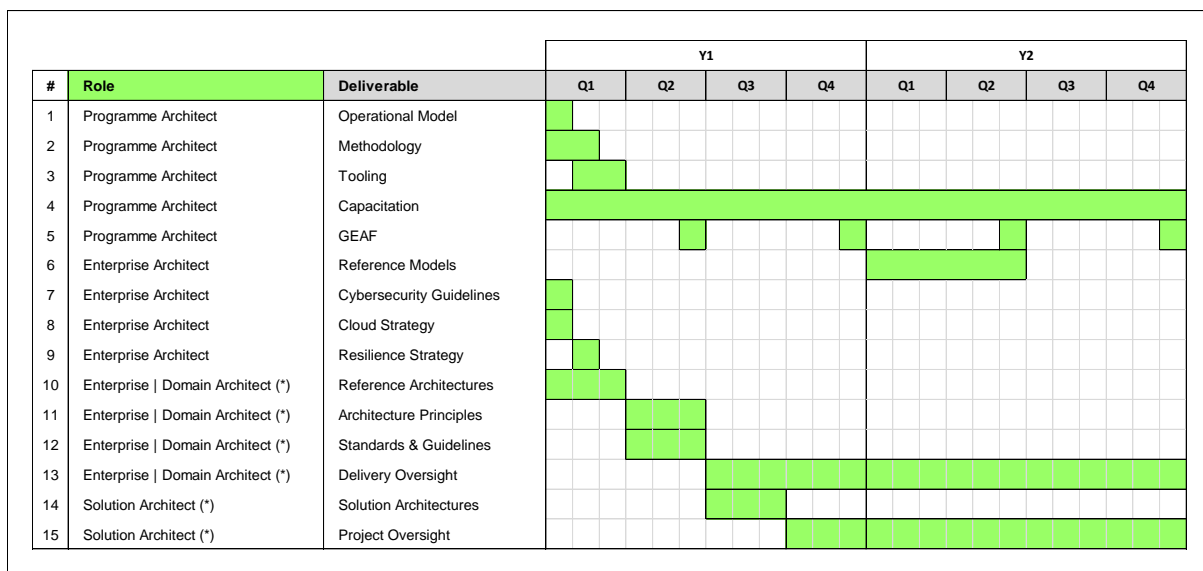 Y1 Y2
# Role Deliverable Q1 Q2 Q3 Q4 Q1 Q2 Q3 Q4
1 Programme Architect Operational Model
2 Programme Architect Methodology
3 Programme Architect Tooling
4 Programme Architect Capacitation
5 Programme Architect GEAF
6 Enterprise Architect Reference Models
7 Enterprise Architect Cybersecurity Guidelines
8 Enterprise Architect Cloud Strategy
9 Enterprise Architect Resilience Strategy
10 Enterprise | Domain Architect (*) Reference Architectures
11 Enterprise | Domain Architect (*) Architecture Principles
12 Enterprise | Domain Architect (*) Standards & Guidelines
13 Enterprise | Domain Architect (*) Delivery Oversight
14 Solution Architect (*) Solution Architectures
15 Solution Architect (*) Project Oversight